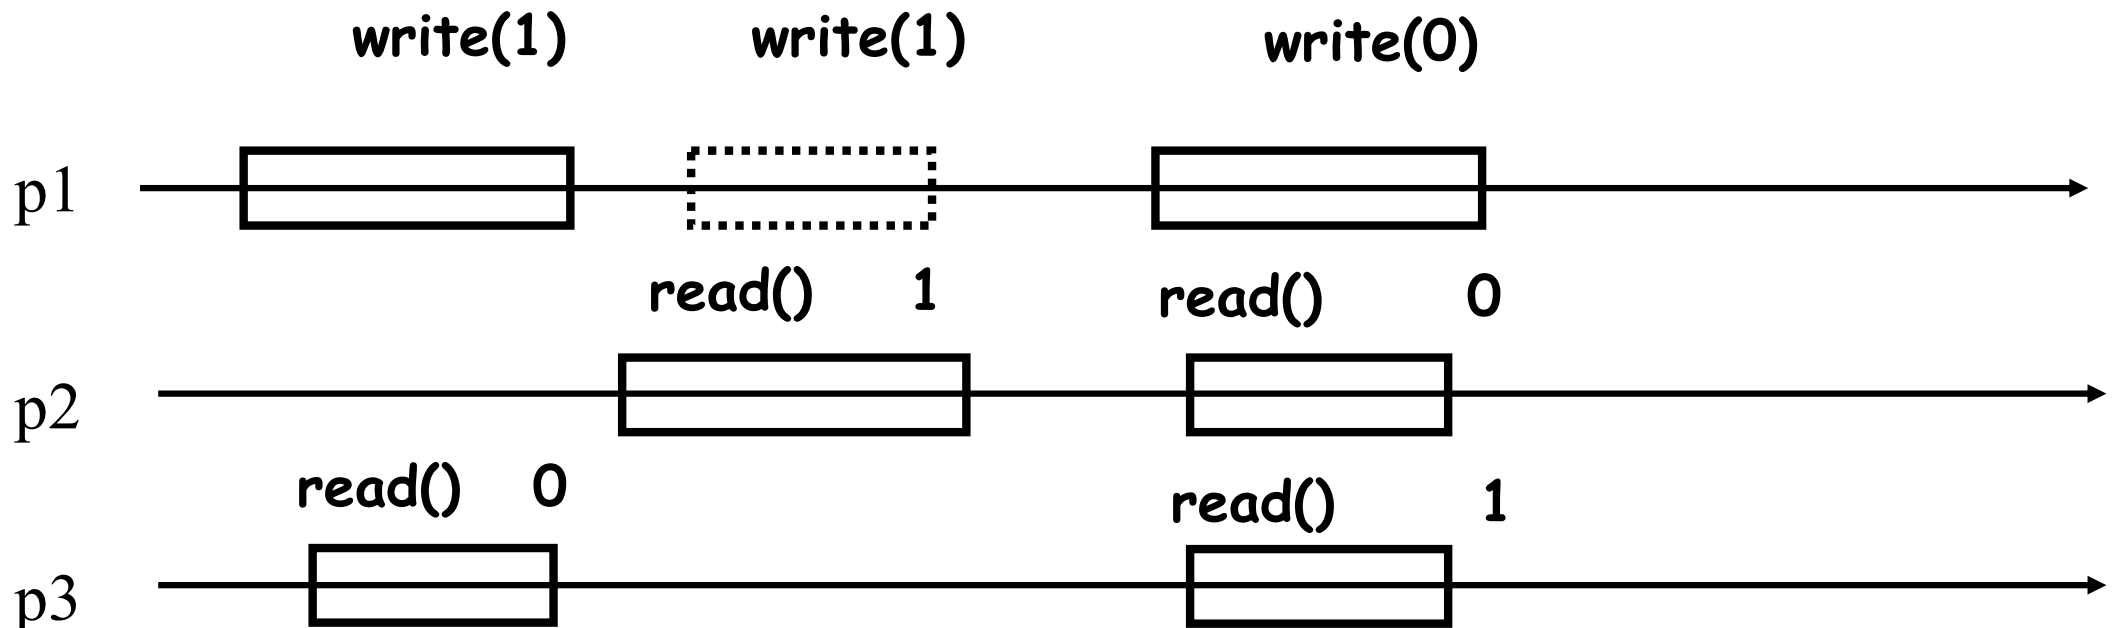 write(1) write(1) write(0)
p1
read() 1 read() 0
p2
read() 0 read() 1
p3